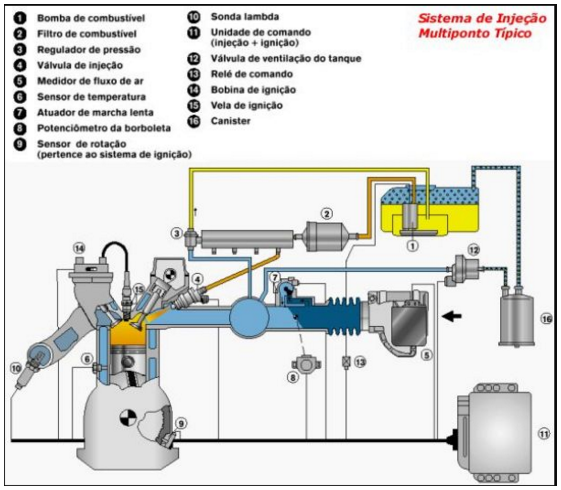 1 Bomba de combustível
2 Filtro de combustível
3 Regulador de pressão
4 Válvula de injeção
5 Medidor de fluxo de ar
6 Sensor de temperatura
7 Atuador de marcha lenta
8 Potenciômetro da borboleta
9 Sensor de rotação
(pertence ao sistema de ignição)
10 Sonda lambda
11 Unidade de comando
(injeção + ignição)
12 Válvula de ventilação do tanque
13 Relé de comando
14 Bobina de ignição
15 Vela de ignição
16 Canister
Sistema de Injeção
Multiponto Típico
2
1
3
14
12
4
7
15
16
5
13
6
10
8
9
11